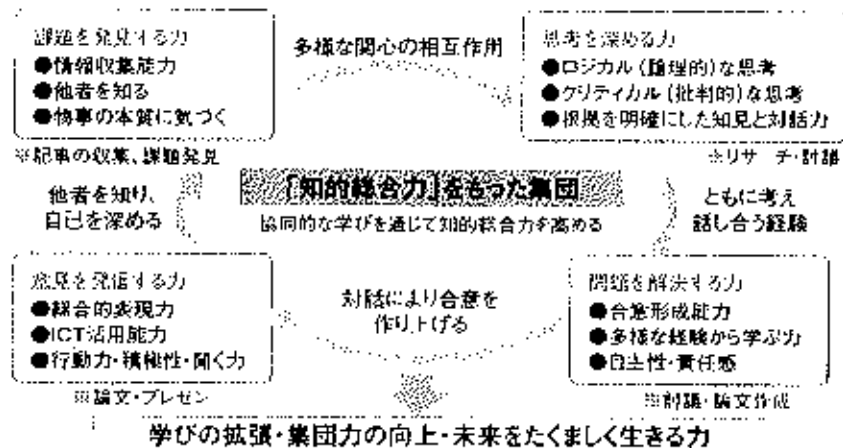 課題を発見する力
●情報収集能力
●他者を知る
●物事の本質に気づく
※記事の収集、課題発見
多様な関心の相互作用
思考を深める力
●ロジカル(論理的)な思考
●クリティカル(批判的)な思考
●根拠を明確にした知見と対話力
※リサーチ・討議
他者を知り、
自己を深める
「知的総合力」をもった集団
協同的な学びを通じて知的総合力を高める
ともに考え
話し合う経験
意見を発信する力
●総合的表現力
●ICT活用能力
●行動力・積極性・聞く力
※論文・プレゼン
対話により合意を
作り上げる
問題を解決する力
●合意形成能力
●多様な経験から学ぶ力
●自主性・責任感
※討議・論文作成
学びの拡張・集団力の向上・未来をたくましく生きる力